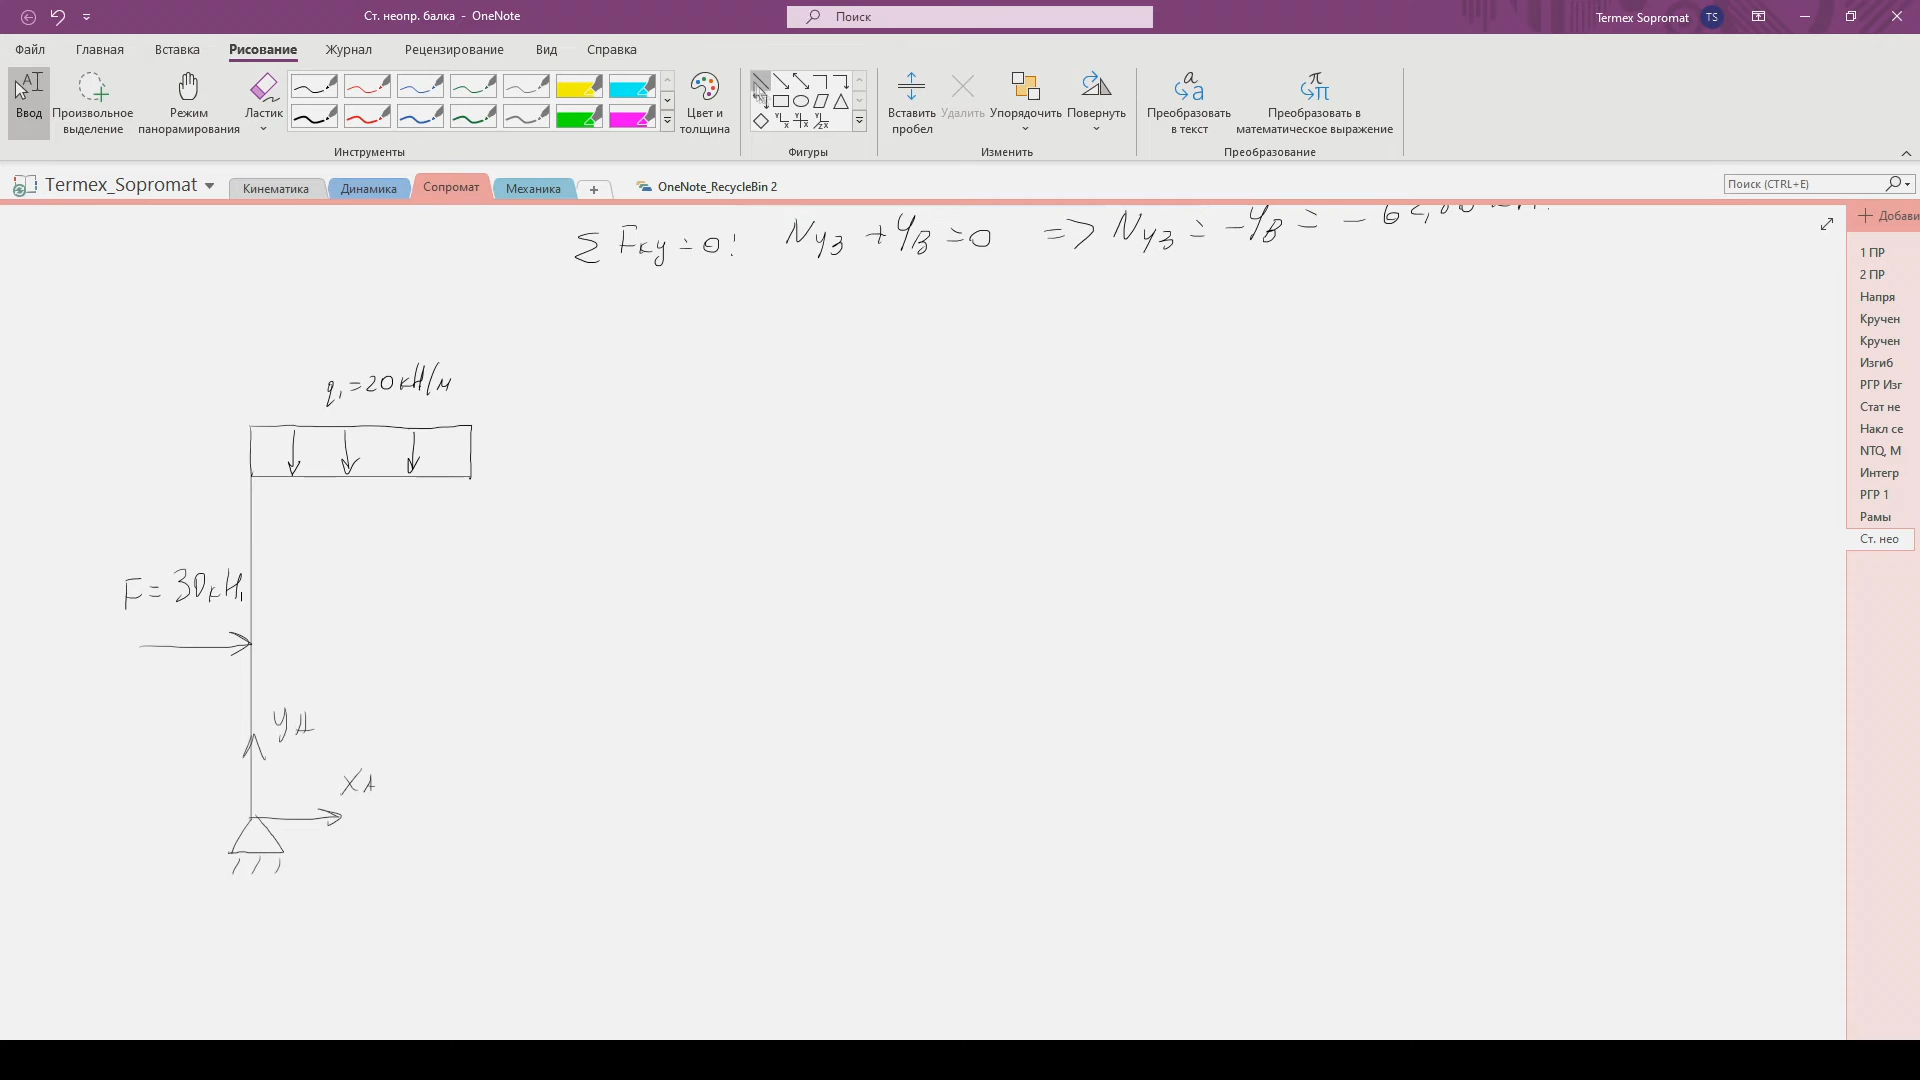 Ст. неопр. балка - OneNote
Поиск
Termex Sopromat
TS
Файл Главная Вставка Рисование Журнал Рецензирование Вид Справка
Ввод
Произвольное выделение
Режим панорамирования
Ластик
Цвет и толщина
Вставить пробел
Удалить
Упорядочить
Повернуть
Преобразовать в текст
Преобразовать в математическое выражение
Инструменты
Фигуры
Изменить
Преобразование
Termex_Sopromat
Кинематика
Динамика
Сопромат
Механика
OneNote_RecycleBin 2
Поиск (CTRL+E)
Добави
1 ПР
2 ПР
Напря
Кручен
Кручен
Изгиб
РГР Изг
Стат не
Накл се
NTQ, M
Интегр
РГР 1
Рамы
Ст. нео
Σ Fкy = 0: Ny3 + YB = 0 => Ny3 = -YB =
q1 = 20 кН/м
F = 30 кН
YA
XA